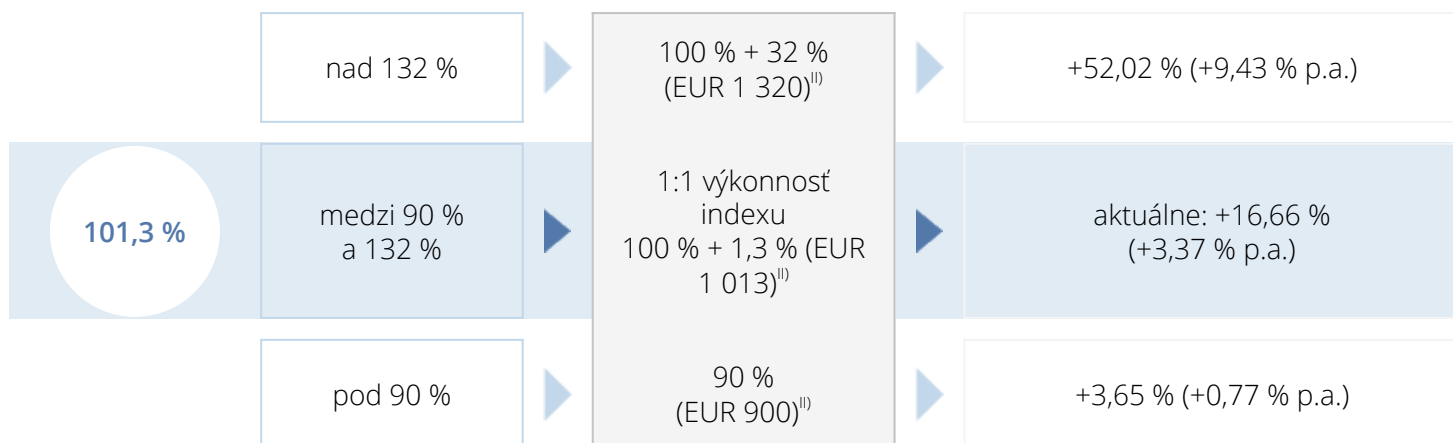 nad 132 %
100 % + 32 %
(EUR 1 320)II)
+52,02 % (+9,43 % p.a.)
101,3 %
medzi 90 %
a 132 %
1:1 výkonnosť
indexu
100 % + 1,3 % (EUR
1 013)II)
aktuálne: +16,66 %
(+3,37 % p.a.)
pod 90 %
90 %
(EUR 900)II)
+3,65 % (+0,77 % p.a.)